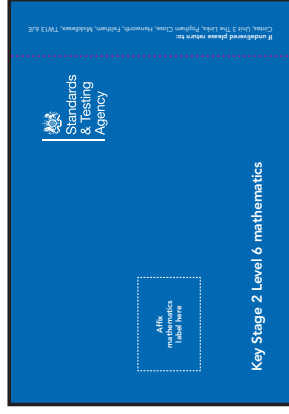 If undelivered please return to:
Cintas, Unit 3 The Links, Popham Close, Hanworth, Feltham, Middlesex, TW13 6JE
Standards
& Testing
Agency
Affix
mathematics
label here
Key Stage 2 Level 6 mathematics